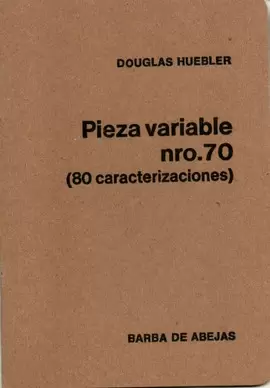 DOUGLAS HUEBLER
Pieza variable
nro.70
(80 caracterizaciones)
BARBA DE ABEJAS